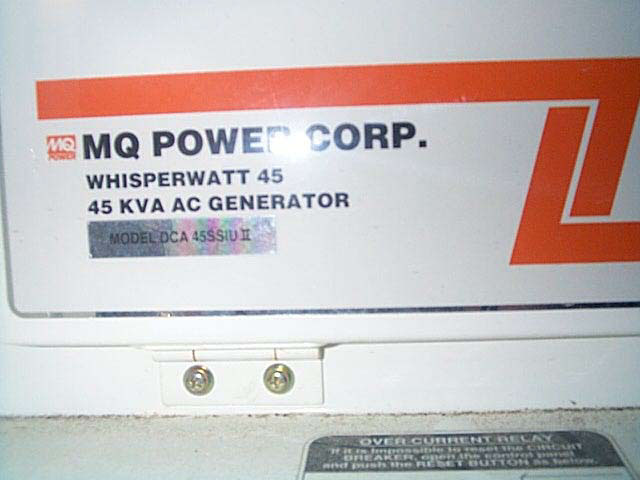 MQ
POWER
MQ POWER CORP.
WHISPERWATT 45
45 KVA AC GENERATOR
MODEL DCA 45SSIU II
OVER CURRENT RELAY
If it is impossible to reset the CIRCUIT
BREAKER, open the control panel
and push the RESET BUTTON as below.